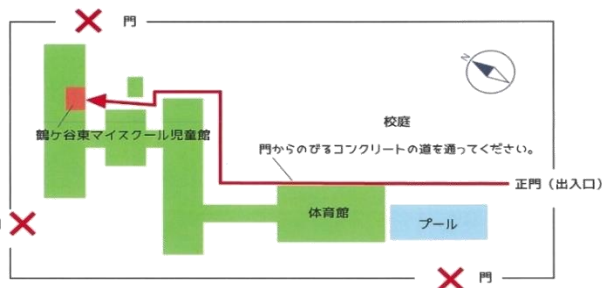 門
N
校庭
鶴ケ谷東マイスクール児童館
門からのびるコンクリートの道を通ってください。
正門（出入口）
体育館
プール
門